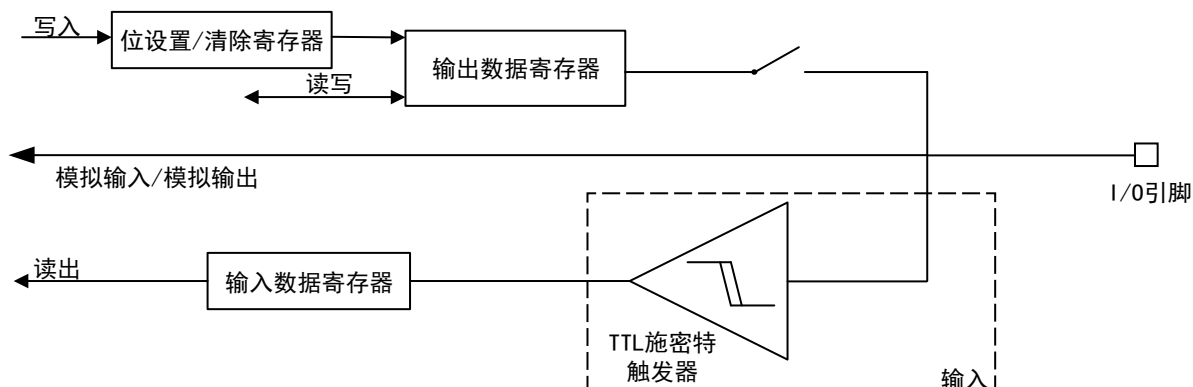 写入
位设置/清除寄存器
输出数据寄存器
读写
模拟输入/模拟输出
I/O引脚
读出
输入数据寄存器
TTL施密特
触发器
输入